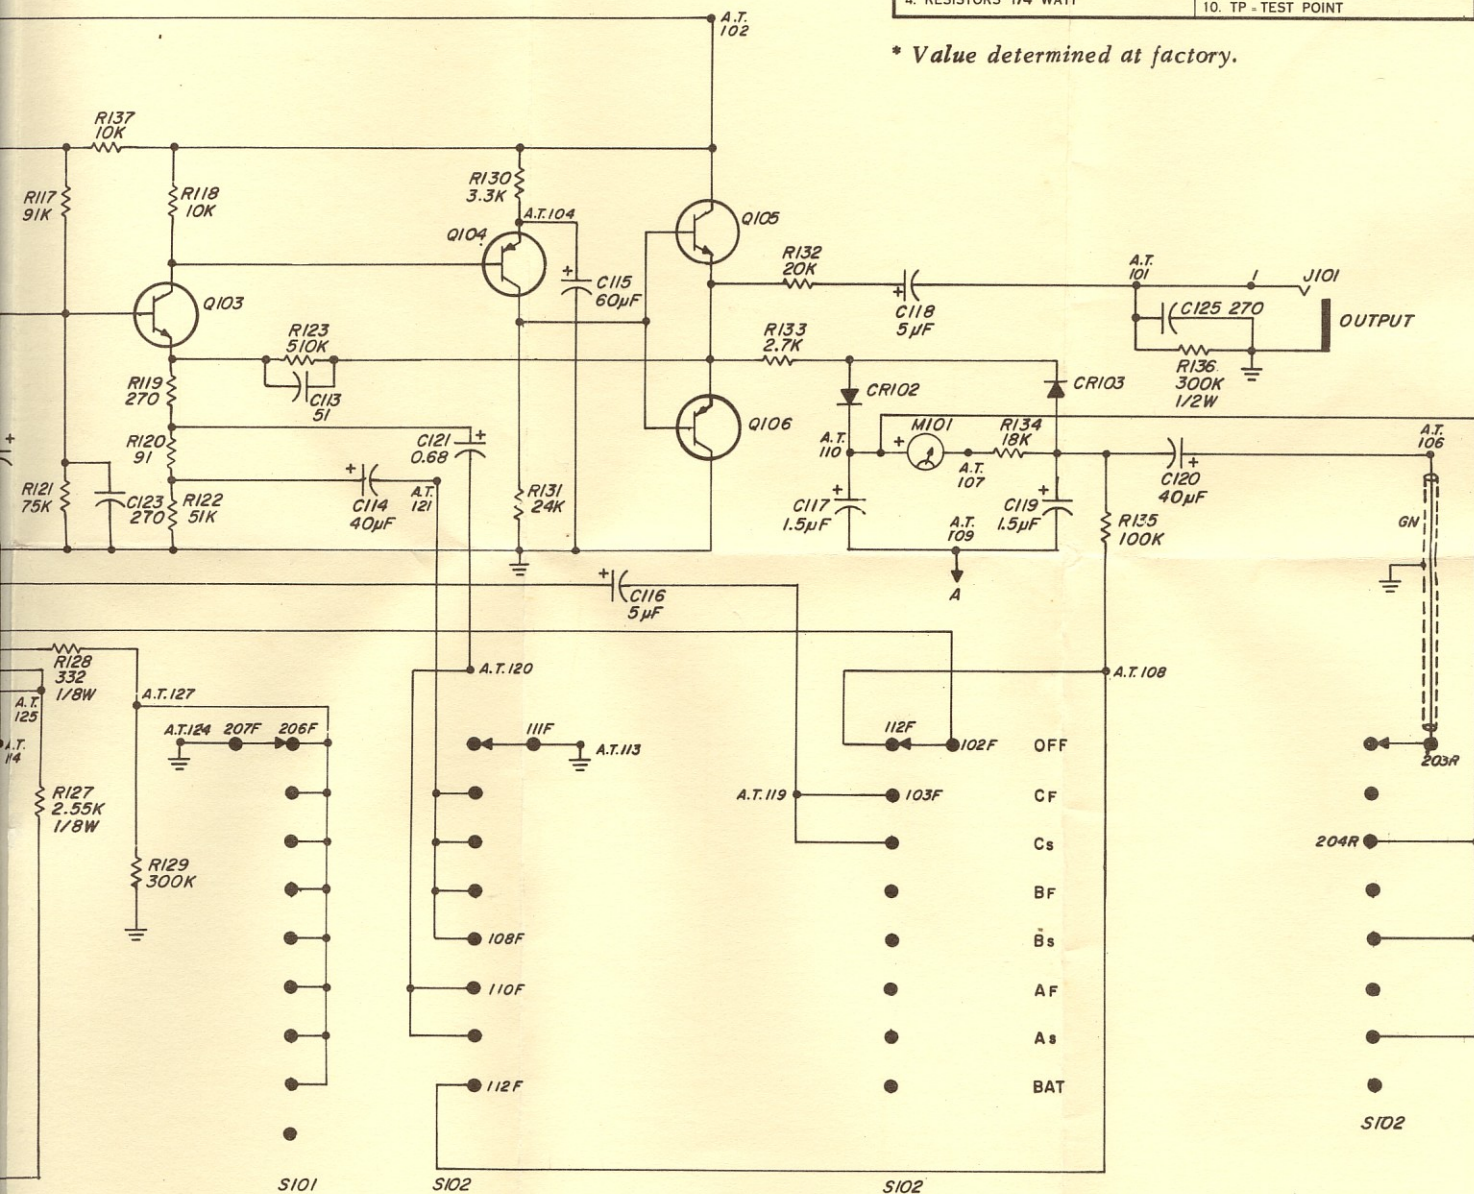 4. RESISTORS 1/4 WATT
10. TP = TEST POINT
* Value determined at factory.
A.T.
102
R137
10K
R117
91K
R118
10K
R130
3.3K
A.T. 104
Q104
Q103
C115
60µF
Q105
R132
20K
C118
5µF
A.T.
101
1
J101
C125 270
OUTPUT
R136
300K
1/2W
R123
510K
C113
51
R133
2.7K
CR102
CR103
R119
270
R120
91
R121
75K
C123
270
R122
51K
C121
0.68
C114
40µF
A.T.
121
R131
24K
Q106
A.T.
110
M101
A.T.
107
R134
18K
C117
1.5µF
A.T.
109
A
C119
1.5µF
C120
40µF
R135
100K
A.T.
106
GN
C116
5µF
R128
332
1/8W
A.T.
125
A.T.127
A.T.120
A.T.108
A.T.124
207F
206F
111F
A.T.113
112F
102F
OFF
203R
R127
2.55K
1/8W
A.T.119
103F
CF
Cs
204R
R129
300K
BF
108F
Bs
110F
AF
As
112F
BAT
S101
S102
S102
S102